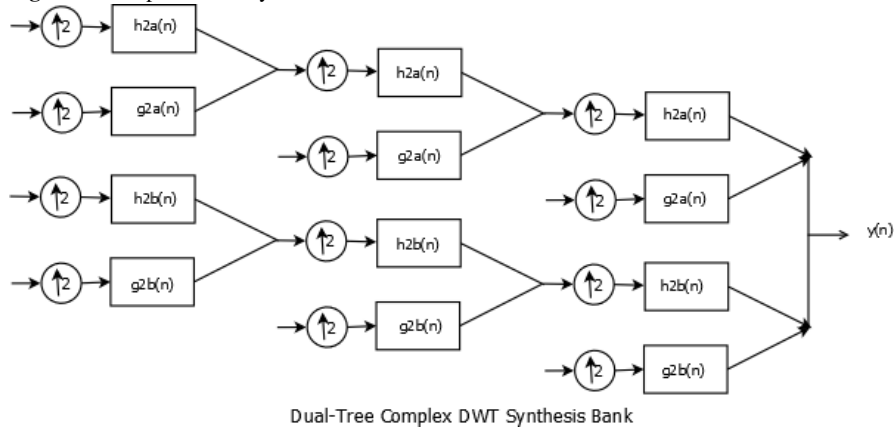 ↑2 h2a(n)
↑2 h2a(n)
↑2 h2a(n)
↑2 g2a(n)
↑2 g2a(n)
↑2 g2a(n)
↑2 h2b(n)
↑2 h2b(n)
y(n)
↑2 h2b(n)
↑2 g2b(n)
↑2 g2b(n)
↑2 g2b(n)
Dual-Tree Complex DWT Synthesis Bank